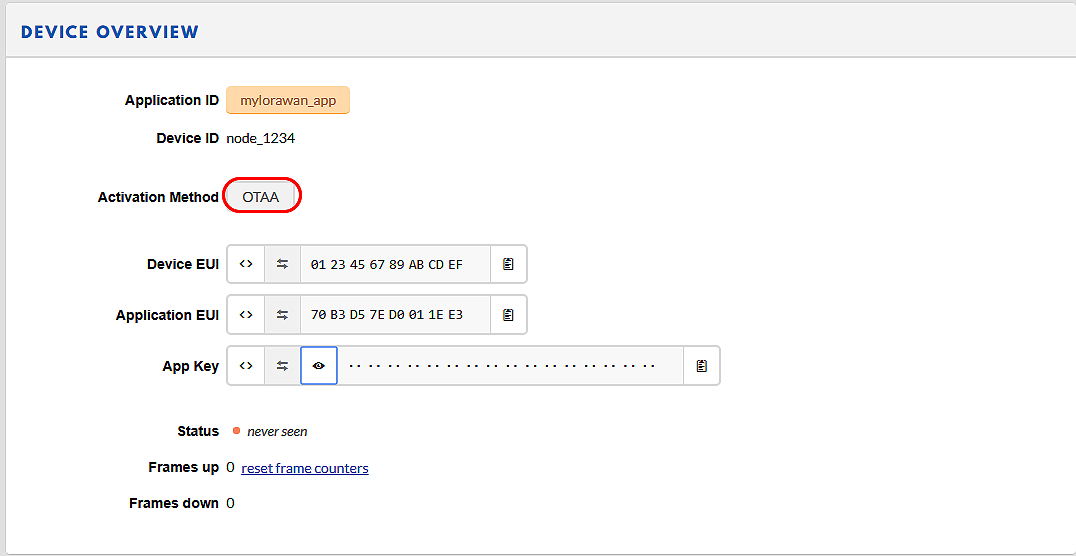 DEVICE OVERVIEW
Application ID mylorawan_app
Device ID node_1234
Activation Method OTAA
Device EUI <> 01 23 45 67 89 AB CD EF
Application EUI <> 70 B3 D5 7E D0 01 1E E3
App Key <> ·· ·· ·· ·· ·· ·· ·· ·· ·· ·· ·· ·· ·· ·· ·· ··
Status never seen
Frames up 0 reset frame counters
Frames down 0